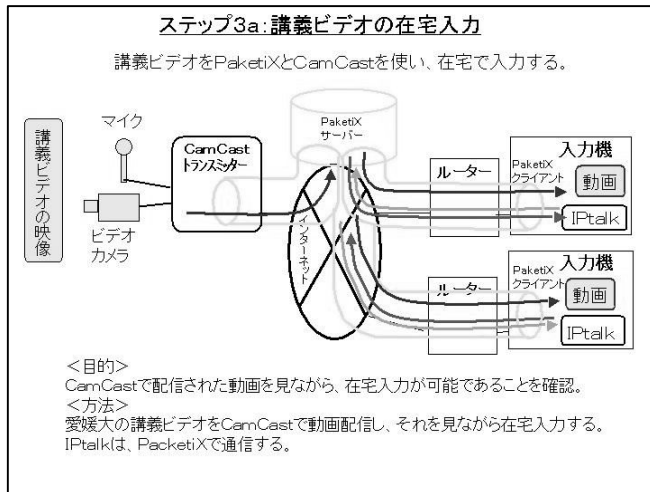 ステップ3a:講義ビデオの在宅入力
講義ビデオをPaketiXとCamCastを使い、在宅で入力する。
講義ビデオの映像
マイク
ビデオ
カメラ
CamCast
トランスミッター
PaketiX
サーバー
インターネット
ルーター
PaketiX
クライアント
入力機
動画
IPtalk
ルーター
PaketiX
クライアント
入力機
動画
IPtalk
<目的>
CamCastで配信された動画を見ながら、在宅入力が可能であることを確認。
<方法>
愛媛大の講義ビデオをCamCastで動画配信し、それを見ながら在宅入力する。
IPtalkは、PacketiXで通信する。